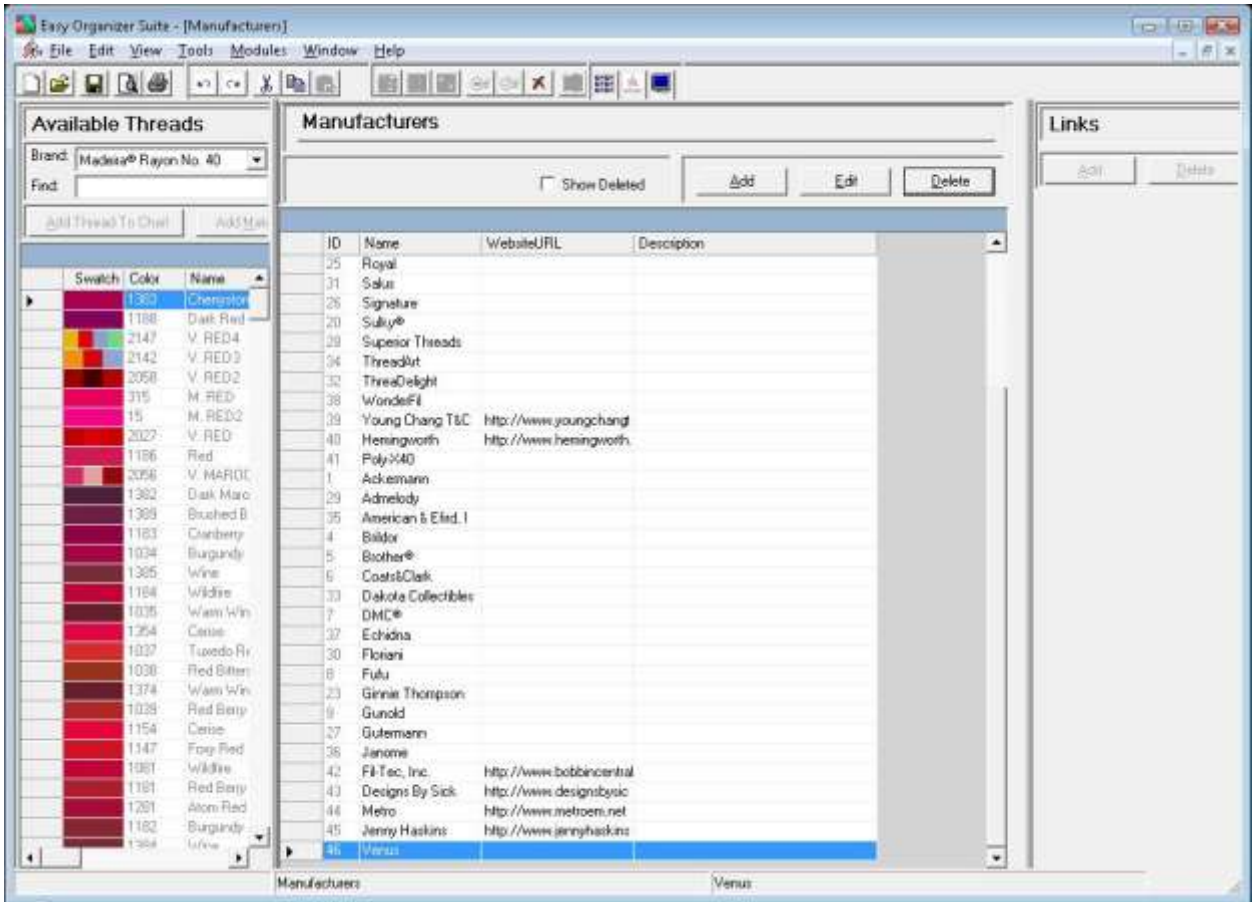 Easy Organizer Suite - [Manufacturers]
File Edit View Tools Modules Window Help
Available Threads
Brand: Madeira® Rayon No. 40
Find:
Add Thread To Chart
Swatch Color Name
1383
1188 Dark Red
2147 V. RED4
2142 V. RED3
2058 V. RED2
315 M. RED
15 M. RED2
2027 V. RED
1186 Red
2056 V. MAROC
1382 Dark Maro
1389 Brushed B
1183 Cranberry
1034 Burgundy
1385 Wine
1184 Wildfire
1035 Warm Win
1354 Cerise
1037 Tuxedo Re
1038 Red Bitter
1374 Warm Win
1039 Red Berry
1154 Cerise
1147 Foxy Red
1081 Wildfire
1181 Red Berry
1281 Atom Red
1182 Burgundy
1384 Wine
Manufacturers
Show Deleted Add Edit Delete
ID Name WebsiteURL Description
25 Royal
31 Salus
26 Signature
20 Sulky®
Superior Threads
34 ThreadArt
32 ThreaDelight
38 WonderFil
39 Young Chang T&C http://www.youngchangt
40 Hemingworth http://www.hemingworth.
41 Poly-X40
1 Ackermann
29 Admelody
35 American & Efird, I
4 Brildor
5 Brother®
6 Coats&Clark
33 Dakota Collectibles
7 DMC®
37 Echidna
30 Floriani
8 Fufu
23 Ginnie Thompson
9 Gunold
27 Gutermann
36 Janome
42 Fil-Tec, Inc. http://www.bobbincentral
43 Designs By Sick http://www.designsbysic
44 Metro http://www.metroem.net
45 Jenny Haskins http://www.jennyhaskins
46 Venus
Links
Add Delete
Manufacturers Venus